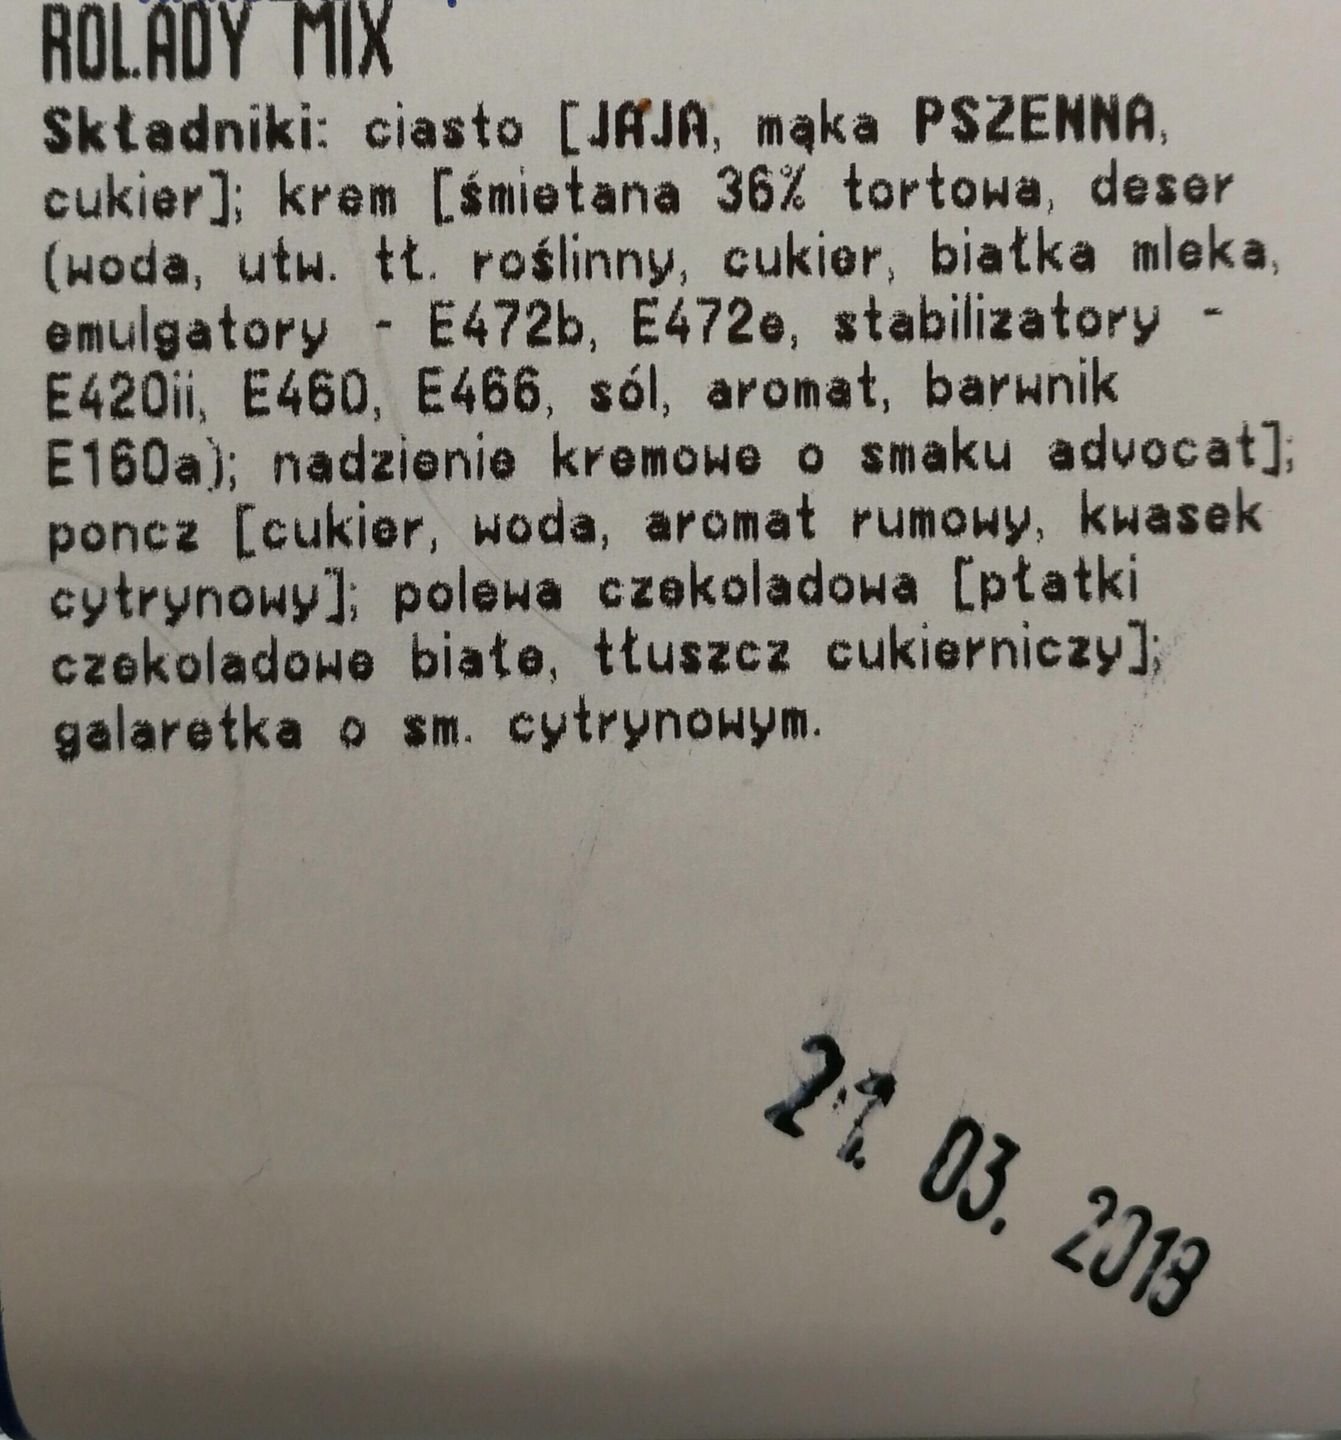 ROLADY MIX
Składniki: ciasto [JAJA, mąka PSZENNA,
cukier]; krem [śmietana 36% tortowa, deser
(woda, utw. tł. roślinny, cukier, białka mleka,
emulgatory - E472b, E472e, stabilizatory -
E420ii, E460, E466, sól, aromat, barwnik
E160a); nadzienie kremowe o smaku advocat];
poncz [cukier, woda, aromat rumowy, kwasek
cytrynowy]; polewa czekoladowa [płatki
czekoladowe białe, tłuszcz cukierniczy];
galaretka o sm. cytrynowym.
03. 2018